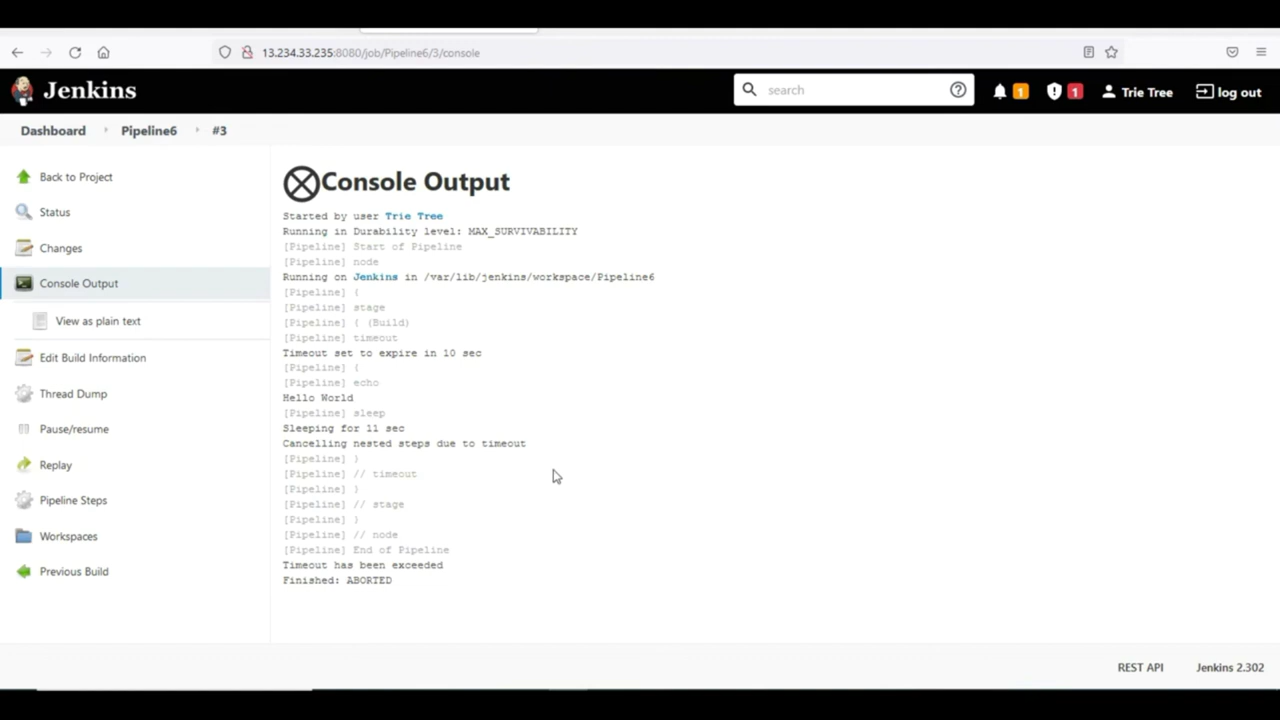 13.234.33.235:8080/job/Pipeline6/3/console
Jenkins
search
1
1
Trie Tree
log out
Dashboard
Pipeline6
#3
Back to Project
Status
Changes
Console Output
View as plain text
Edit Build Information
Thread Dump
Pause/resume
Replay
Pipeline Steps
Workspaces
Previous Build
Console Output
Started by user Trie Tree
Running in Durability level: MAX_SURVIVABILITY
[Pipeline] Start of Pipeline
[Pipeline] node
Running on Jenkins in /var/lib/jenkins/workspace/Pipeline6
[Pipeline] {
[Pipeline] stage
[Pipeline] { (Build)
[Pipeline] timeout
Timeout set to expire in 10 sec
[Pipeline] {
[Pipeline] echo
Hello World
[Pipeline] sleep
Sleeping for 11 sec
Cancelling nested steps due to timeout
[Pipeline] }
[Pipeline] // timeout
[Pipeline] }
[Pipeline] // stage
[Pipeline] }
[Pipeline] // node
[Pipeline] End of Pipeline
Timeout has been exceeded
Finished: ABORTED
REST API
Jenkins 2.302